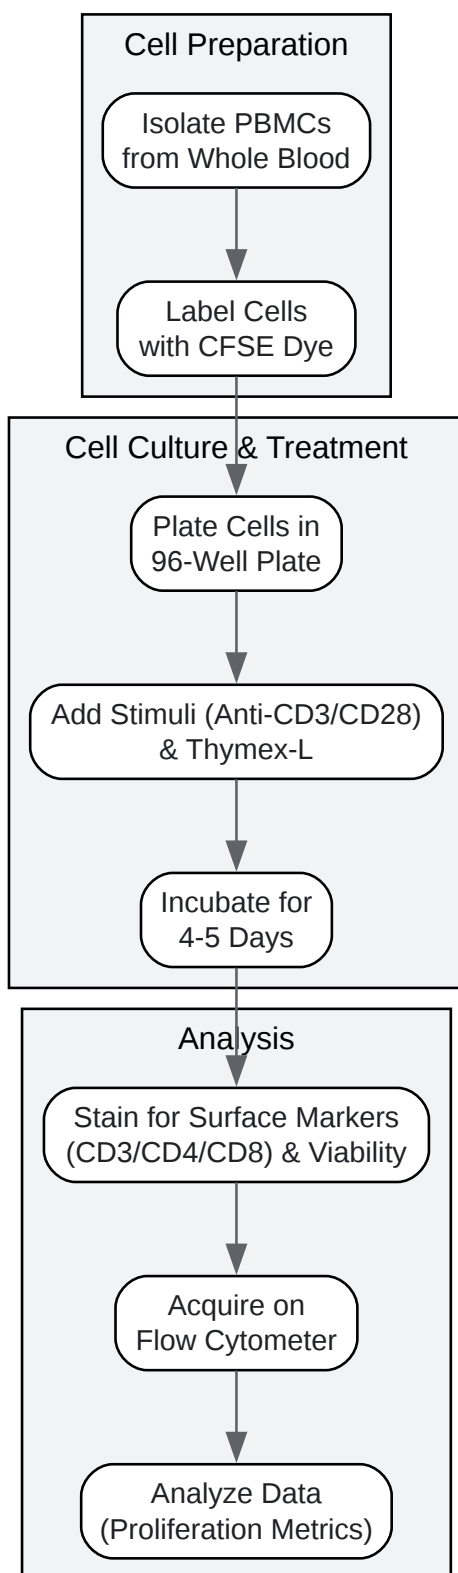 Cell Preparation
Isolate PBMCs
from Whole Blood
Label Cells
with CFSE Dye
Cell Culture & Treatment
Plate Cells in
96-Well Plate
Add Stimuli (Anti-CD3/CD28)
& Thymex-L
Incubate for
4-5 Days
Analysis
Stain for Surface Markers
(CD3/CD4/CD8) & Viability
Acquire on
Flow Cytometer
Analyze Data
(Proliferation Metrics)